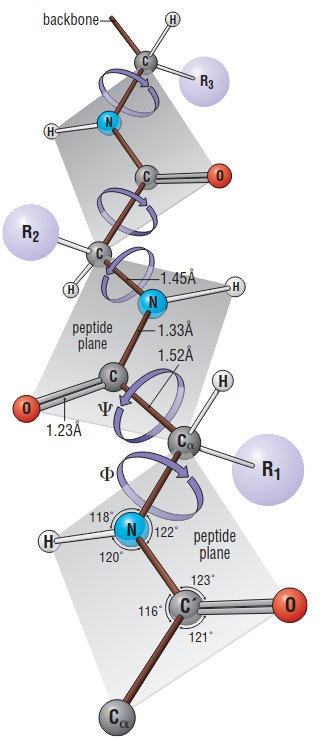 backbone
H
C
R3
N
H
C
O
R2
C
H
1.45Å
H
N
peptide
plane
1.33Å
1.52Å
C
Ψ
H
O
1.23Å
Cα
R1
Φ
118°
N
122°
H
120°
peptide
plane
123°
116°
C´
O
121°
Cα